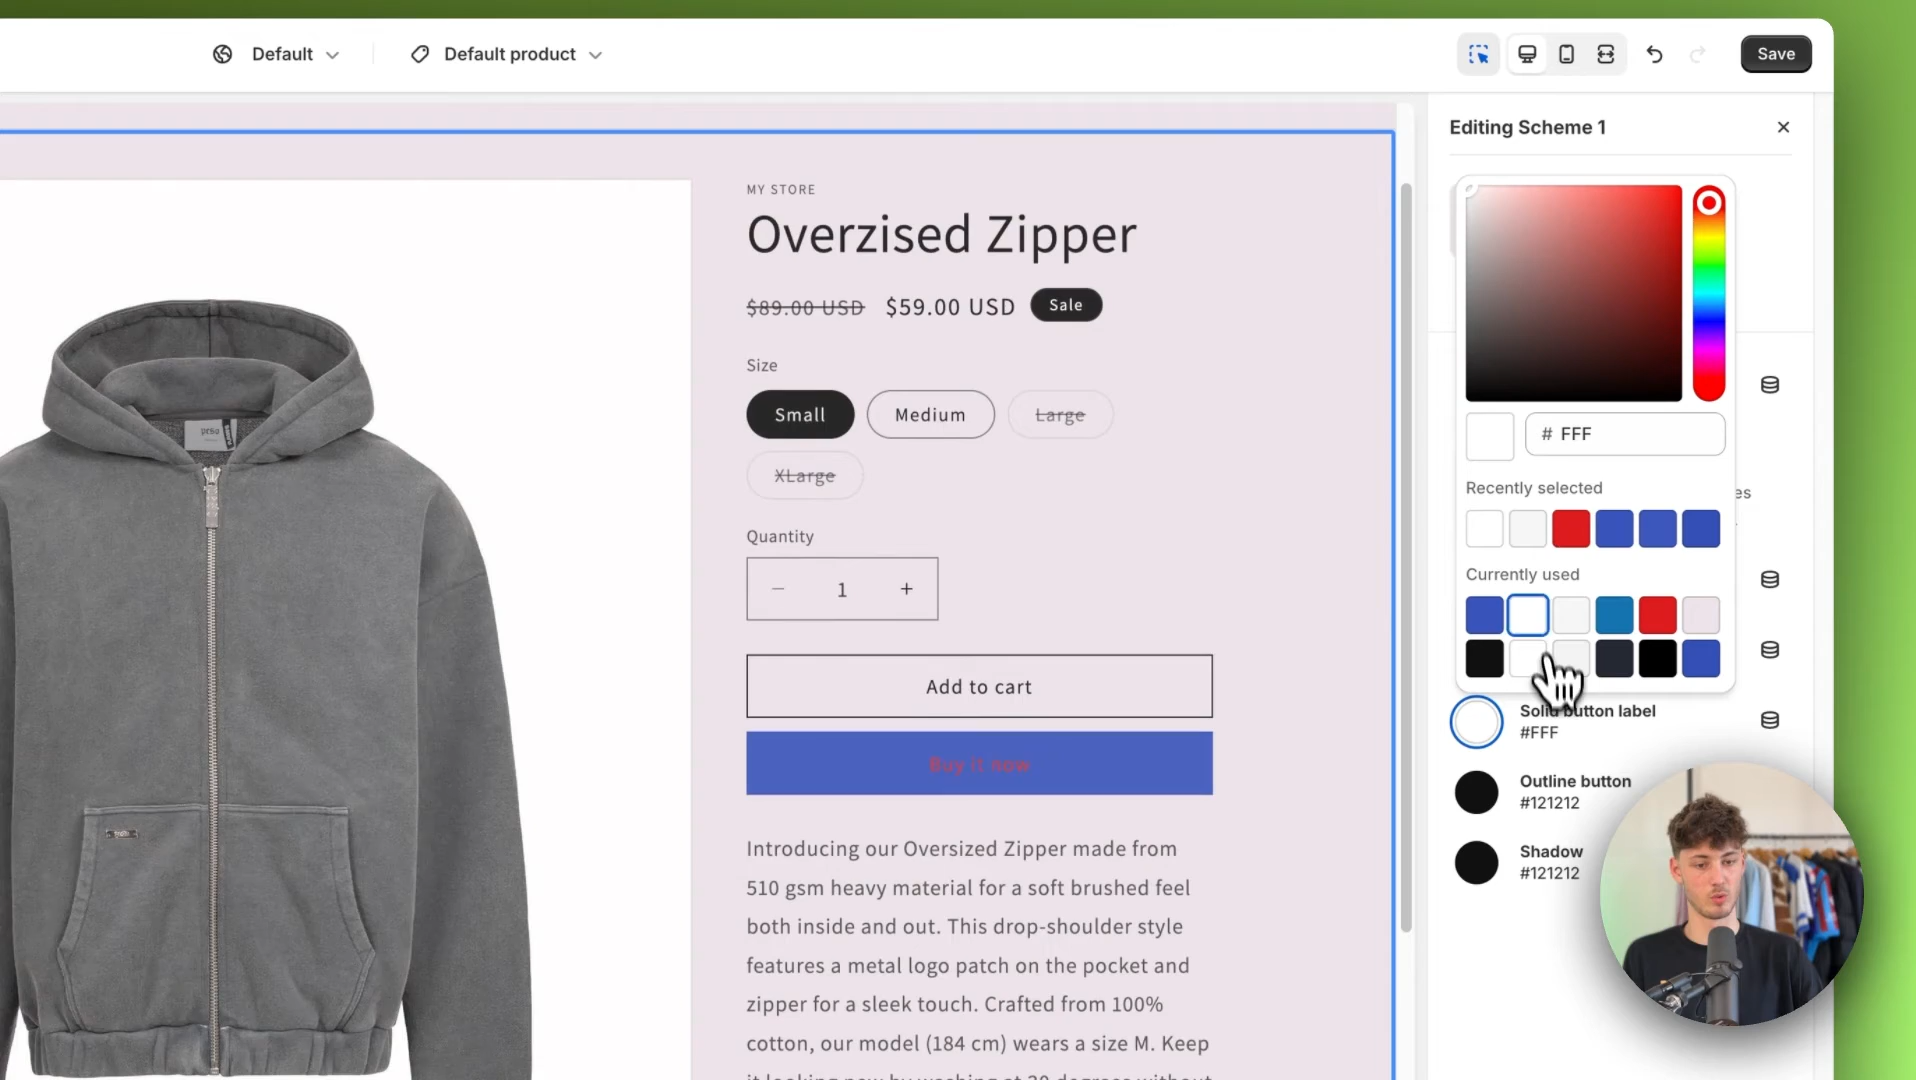 Default
Default product
Save
Editing Scheme 1
MY STORE
Overzised Zipper
$89.00 USD $59.00 USD Sale
Size
Small Medium Large
XLarge
Quantity
− 1 +
Add to cart
Buy it now
Introducing our Oversized Zipper made from
510 gsm heavy material for a soft brushed feel
both inside and out. This drop-shoulder style
features a metal logo patch on the pocket and
zipper for a sleek touch. Crafted from 100%
cotton, our model (184 cm) wears a size M. Keep
# FFF
Recently selected
es
Currently used
Solid button label
#FFF
Outline button
#121212
Shadow
#121212